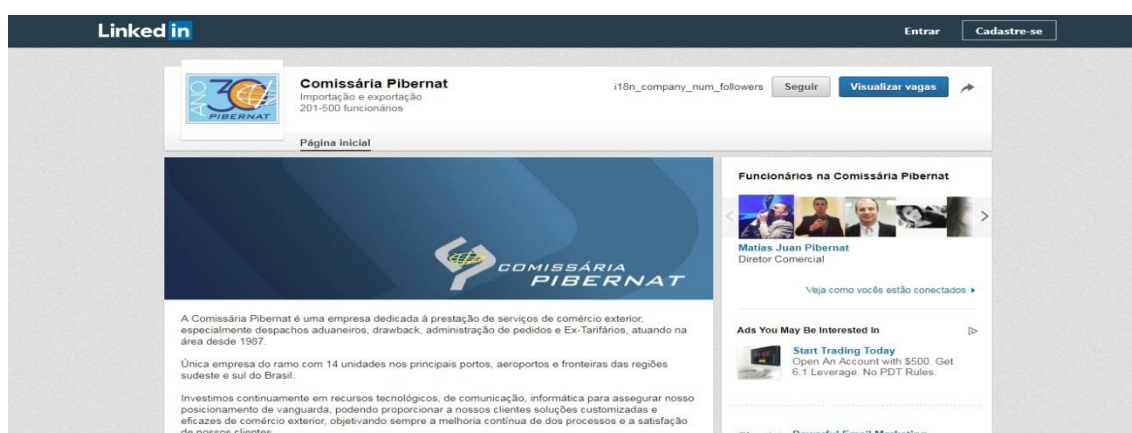 Linked in
Entrar
Cadastre-se
ANO 30
PIBERNAT
Comissária Pibernat
Importação e exportação
201-500 funcionários
i18n_company_num_followers
Seguir
Visualizar vagas
Página inicial
COMISSÁRIA
PIBERNAT
A Comissária Pibernat é uma empresa dedicada à prestação de serviços de comércio exterior,
especialmente despachos aduaneiros, drawback, administração de pedidos e Ex-Tarifários, atuando na
área desde 1987.
Única empresa do ramo com 14 unidades nos principais portos, aeroportos e fronteiras das regiões
sudeste e sul do Brasil.
Investimos continuamente em recursos tecnológicos, de comunicação, informática para assegurar nosso
posicionamento de vanguarda, podendo proporcionar a nossos clientes soluções customizadas e
eficazes de comércio exterior, objetivando sempre a melhoria contínua de dos processos e a satisfação
de nossos clientes
Funcionários na Comissária Pibernat
Matias Juan Pibernat
Diretor Comercial
Veja como vocês estão conectados
Ads You May Be Interested In
Start Trading Today
Open An Account with $500. Get
6:1 Leverage. No PDT Rules.
Powerful Email Marketing